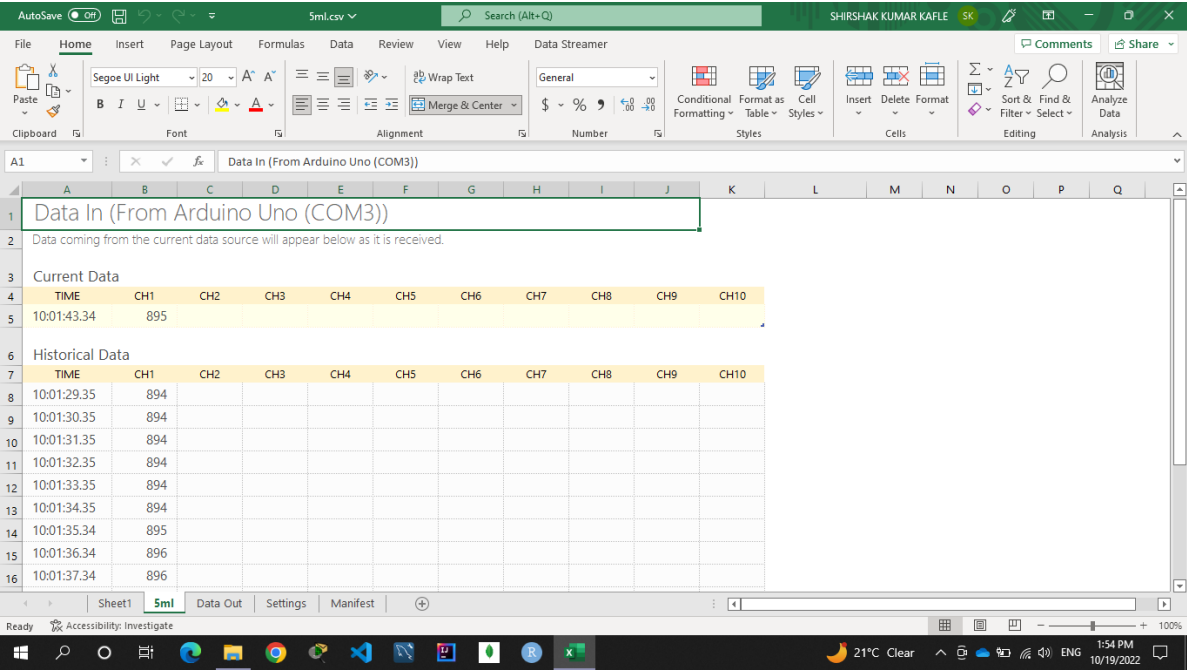 AutoSave Off 5ml.csv Search (Alt+Q) SHIRSHAK KUMAR KAFLE SK
File Home Insert Page Layout Formulas Data Review View Help Data Streamer Comments Share
Paste Segoe UI Light 20 A A Wrap Text General Conditional Formatting Format as Table Cell Styles Insert Delete Format Sort & Filter Find & Select Analyze Data
B I U A Merge & Center $ % 9
Clipboard Font Alignment Number Styles Cells Editing Analysis
A1 fx Data In (From Arduino Uno (COM3))
A B C D E F G H I J K L M N O P Q
1 Data In (From Arduino Uno (COM3))
2 Data coming from the current data source will appear below as it is received.
3 Current Data
4 TIME CH1 CH2 CH3 CH4 CH5 CH6 CH7 CH8 CH9 CH10
5 10:01:43.34 895
6 Historical Data
7 TIME CH1 CH2 CH3 CH4 CH5 CH6 CH7 CH8 CH9 CH10
8 10:01:29.35 894
9 10:01:30.35 894
10 10:01:31.35 894
11 10:01:32.35 894
12 10:01:33.35 894
13 10:01:34.35 894
14 10:01:35.34 895
15 10:01:36.34 896
16 10:01:37.34 896
Sheet1 5ml Data Out Settings Manifest
Ready Accessibility: Investigate 100%
21°C Clear ENG 1:54 PM
10/19/2022